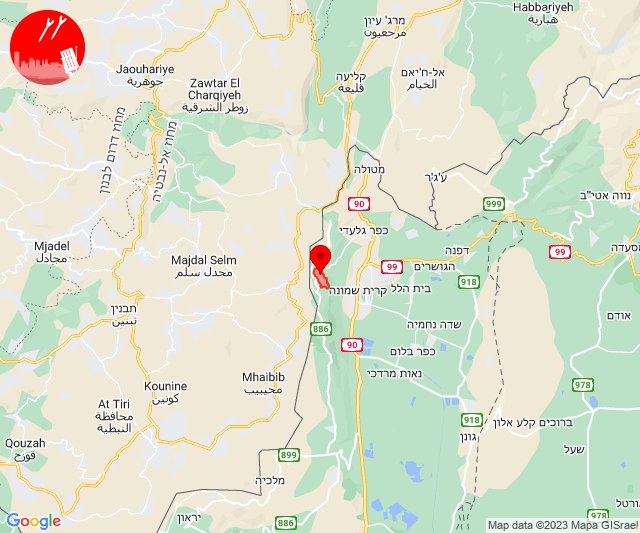 Habbariyeh
هبارية
מרג' עיון
مرجعيون
Jaouhariye
جوهرية
קליעה
قليعة
אל-ח'יאם
الخيام
Zawtar El
Charqiyeh
زوطر الشرقية
מחוז דרום לבנון
מחוז אל-נבטיה
מטולה
ע'ג'ר
90
999
נווה אטי"ב
כפר גלעדי
Mjadel
مجادل
Majdal Selm
مجدل سلم
דפנה
99
הגושרים
99
מסעדה
918
קרית שמונה
בית הלל
תבנין
تبنين
886
שדה נחמיה
אודם
90
כפר בלום
נאות מרדכי
Mhaibib
محيبيب
Kounine
كونين
978
At Tiri
محافظة
النبطية
918
ברוכים קלע אלון
גונן
Qouzah
قوزح
899
שעל
מלכיה
978
יראון
886
Google
Map data ©2023 Mapa GISrael